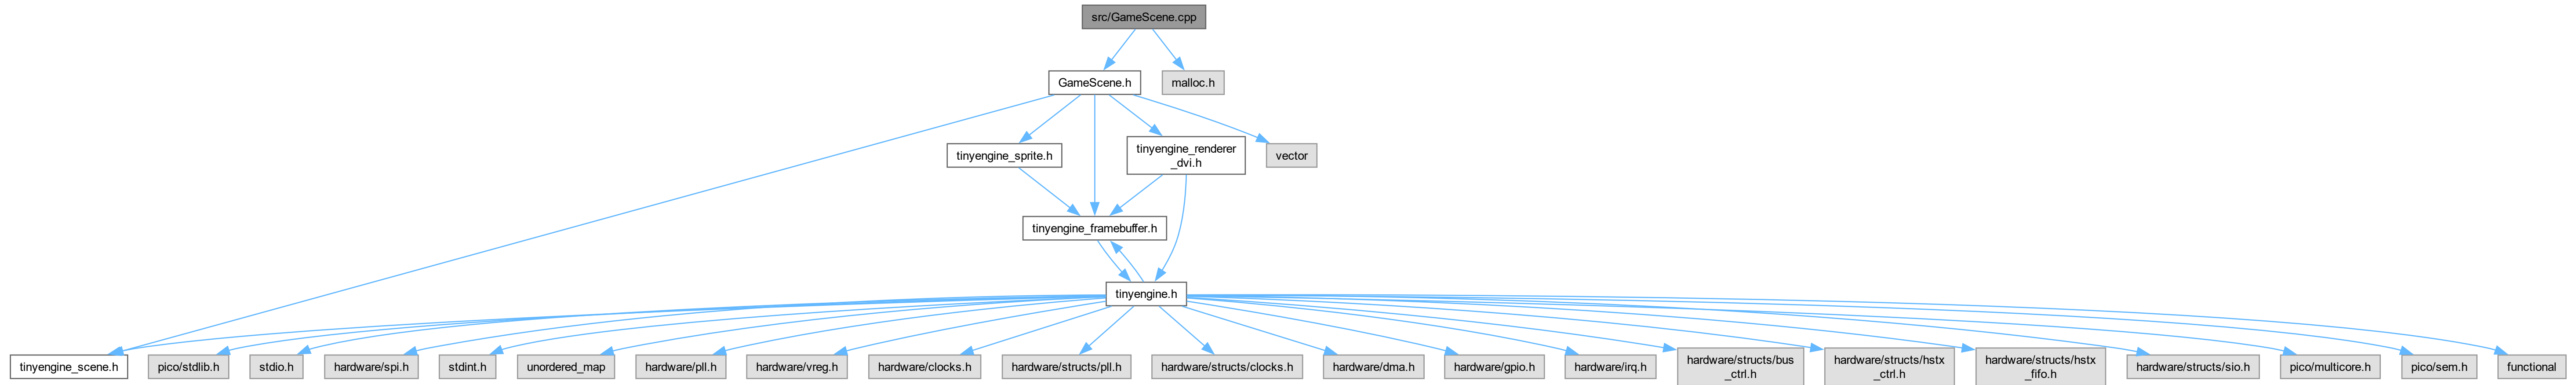 src/GameScene.cpp
GameScene.h
malloc.h
tinyengine_sprite.h
tinyengine_renderer
_dvi.h
vector
tinyengine_framebuffer.h
tinyengine.h
tinyengine_scene.h
pico/stdlib.h
stdio.h
hardware/spi.h
stdint.h
unordered_map
hardware/pll.h
hardware/vreg.h
hardware/clocks.h
hardware/structs/pll.h
hardware/structs/clocks.h
hardware/dma.h
hardware/gpio.h
hardware/irq.h
hardware/structs/bus
_ctrl.h
hardware/structs/hstx
_ctrl.h
hardware/structs/hstx
_fifo.h
hardware/structs/sio.h
pico/multicore.h
pico/sem.h
functional